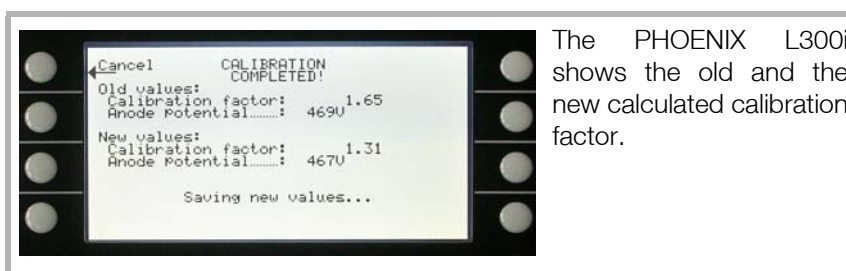 Cancel CALIBRATION
COMPLETED!
Old values:
Calibration factor: 1.65
Anode potential........: 469V
New values:
Calibration factor: 1.31
Anode potential........: 467V
Saving new values...
The PHOENIX L300i
shows the old and the
new calculated calibration
factor.